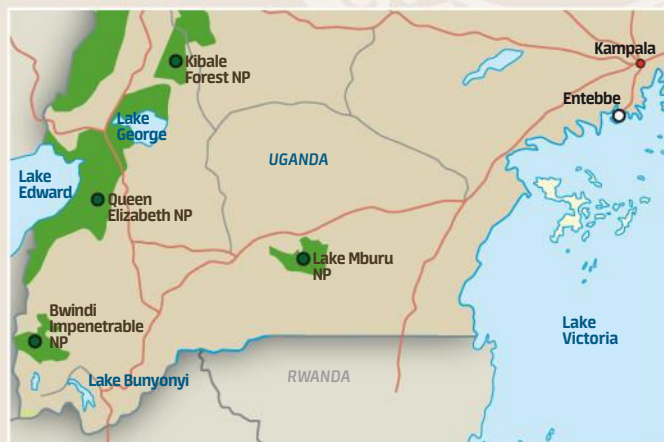 Kibale
Forest NP
Kampala
Entebbe
Lake
George
UGANDA
Lake
Edward
Queen
Elizabeth NP
Lake Mburu
NP
Bwindi
Impenetrable
NP
Lake
Victoria
Lake Bunyonyi
RWANDA